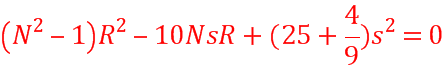 (N² − 1)R² − 10NsR + (25 + 4/9)s² = 0